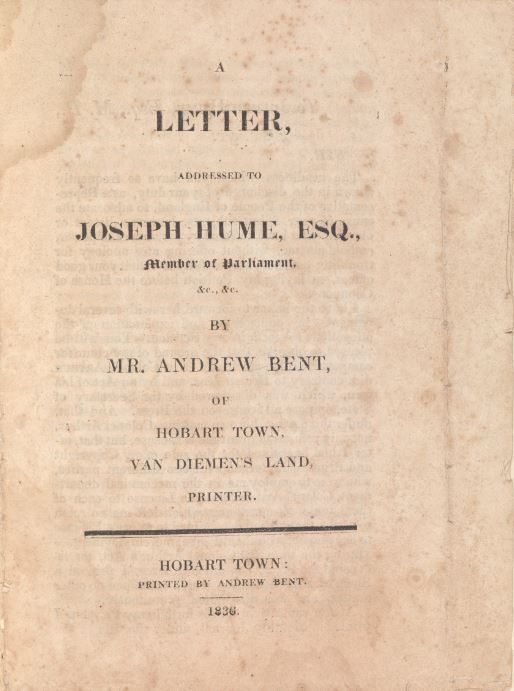 A
LETTER,
ADDRESSED TO
JOSEPH HUME, ESQ.,
Member of Parliament,
&c., &c.
BY
MR. ANDREW BENT,
OF
HOBART TOWN,
VAN DIEMEN'S LAND,
PRINTER.
HOBART TOWN:
PRINTED BY ANDREW BENT.
1836.